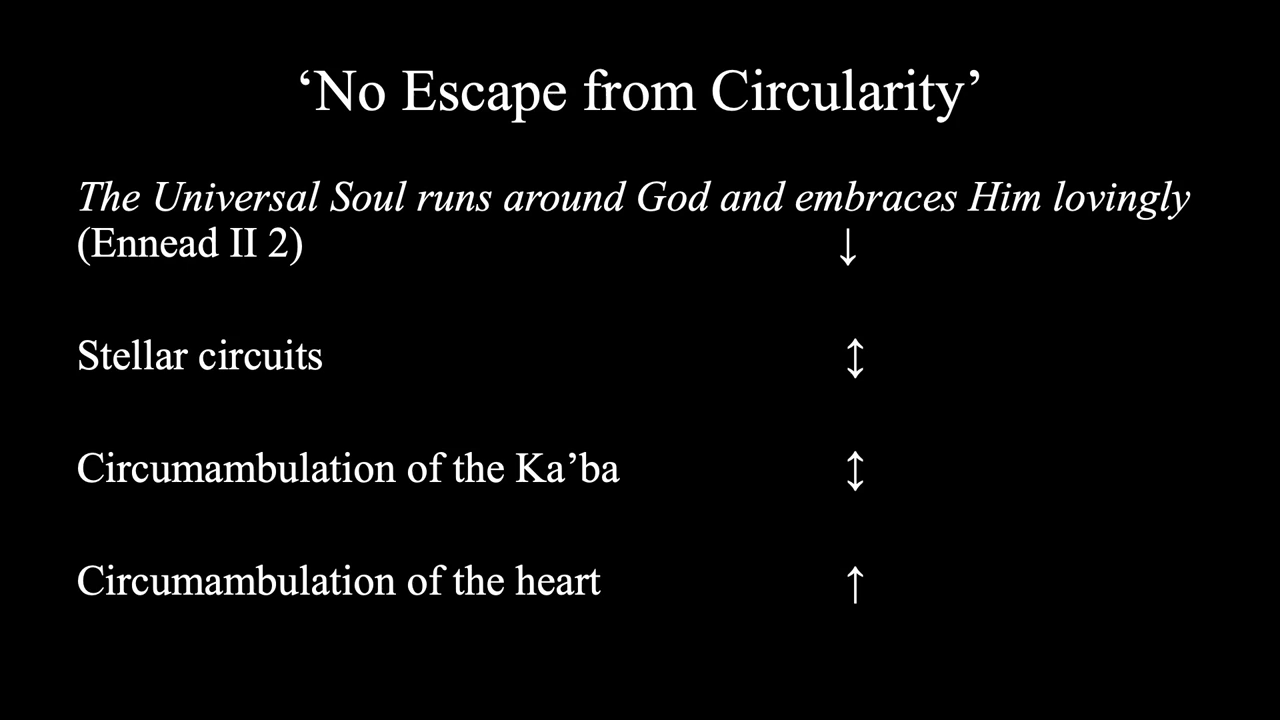 ‘No Escape from Circularity’
The Universal Soul runs around God and embraces Him lovingly
(Ennead II 2) ↓
Stellar circuits ↕
Circumambulation of the Ka’ba ↕
Circumambulation of the heart ↑